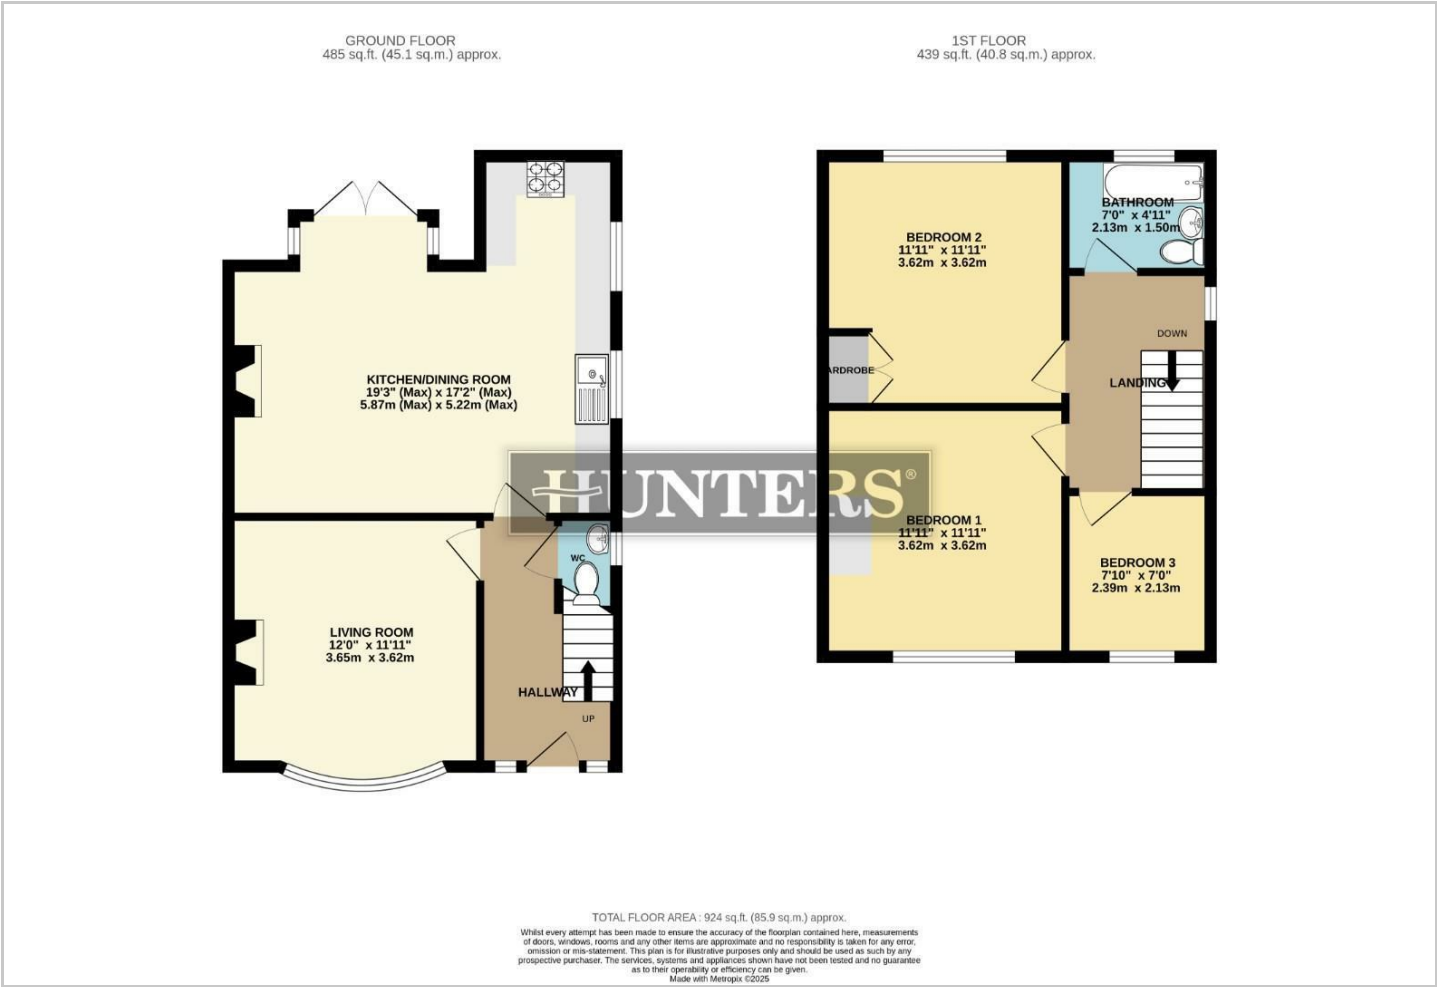 GROUND FLOOR
485 sq.ft. (45.1 sq.m.) approx.
1ST FLOOR
439 sq.ft. (40.8 sq.m.) approx.
KITCHEN/DINING ROOM
19'3" (Max) x 17'2" (Max)
5.87m (Max) x 5.22m (Max)
WC
LIVING ROOM
12'0" x 11'11"
3.65m x 3.62m
HALLWAY
UP
HUNTERS®
BEDROOM 2
11'11" x 11'11"
3.62m x 3.62m
BATHROOM
7'0" x 4'11"
2.13m x 1.50m
DOWN
ARDROBE
LANDING
BEDROOM 1
11'11" x 11'11"
3.62m x 3.62m
BEDROOM 3
7'10" x 7'0"
2.39m x 2.13m
TOTAL FLOOR AREA : 924 sq.ft. (85.9 sq.m.) approx.
Whilst every attempt has been made to ensure the accuracy of the floorplan contained here, measurements
of doors, windows, rooms and any other items are approximate and no responsibility is taken for any error,
omission or mis-statement. This plan is for illustrative purposes only and should be used as such by any
prospective purchaser. The services, systems and appliances shown have not been tested and no guarantee
as to their operability or efficiency can be given.
Made with Metropix ©2025